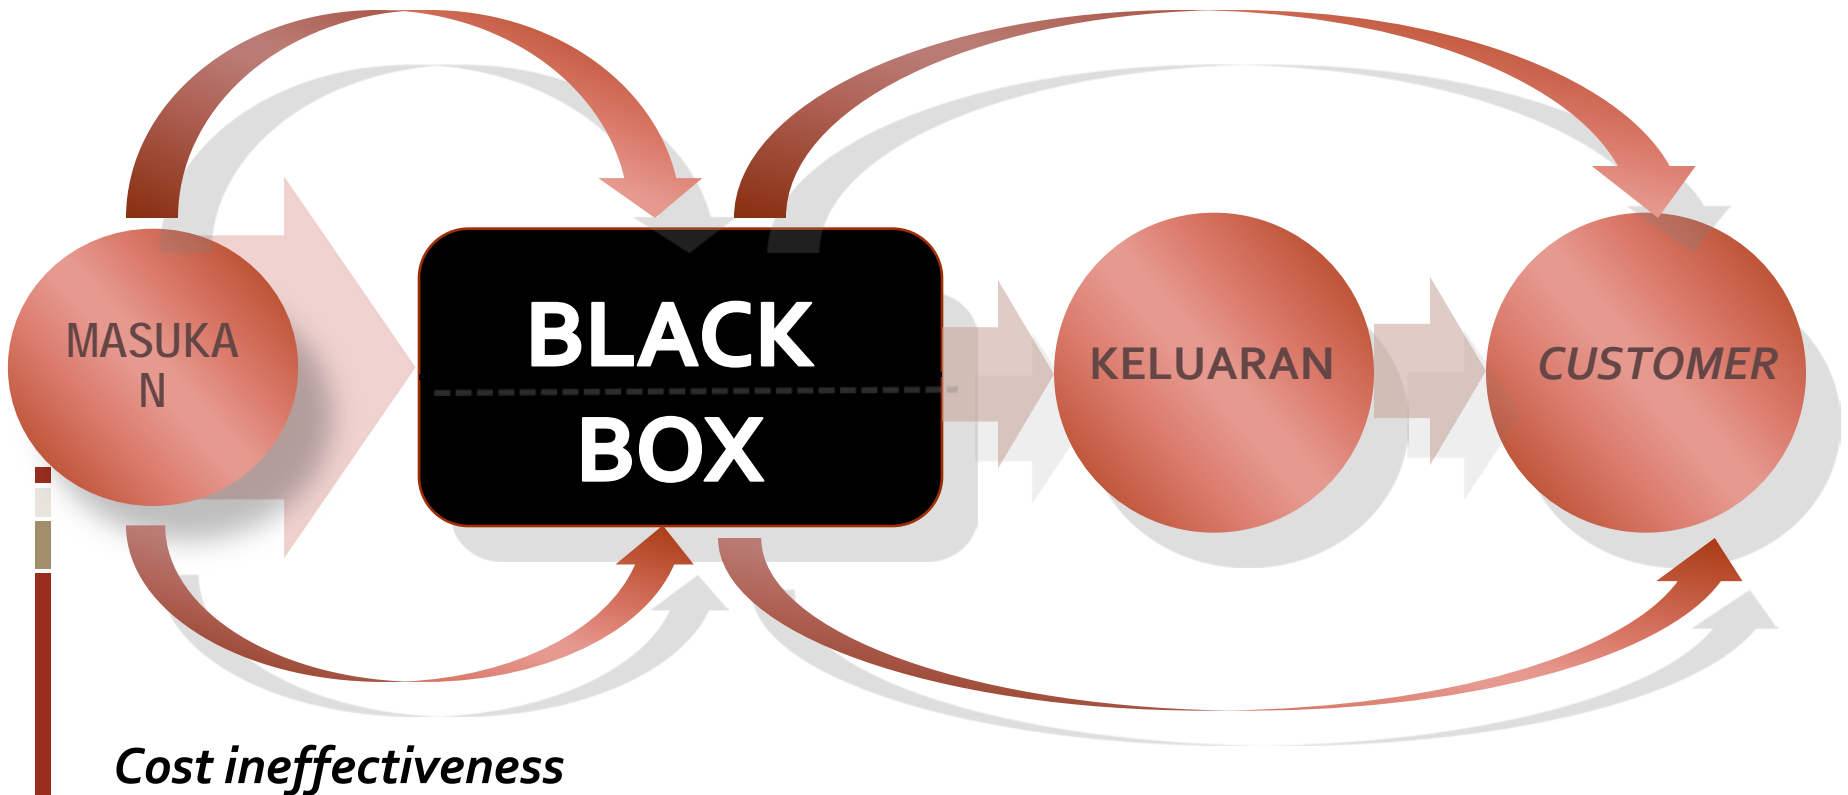 MASUKA
N
BLACK
BOX
KELUARAN
CUSTOMER
Cost ineffectiveness